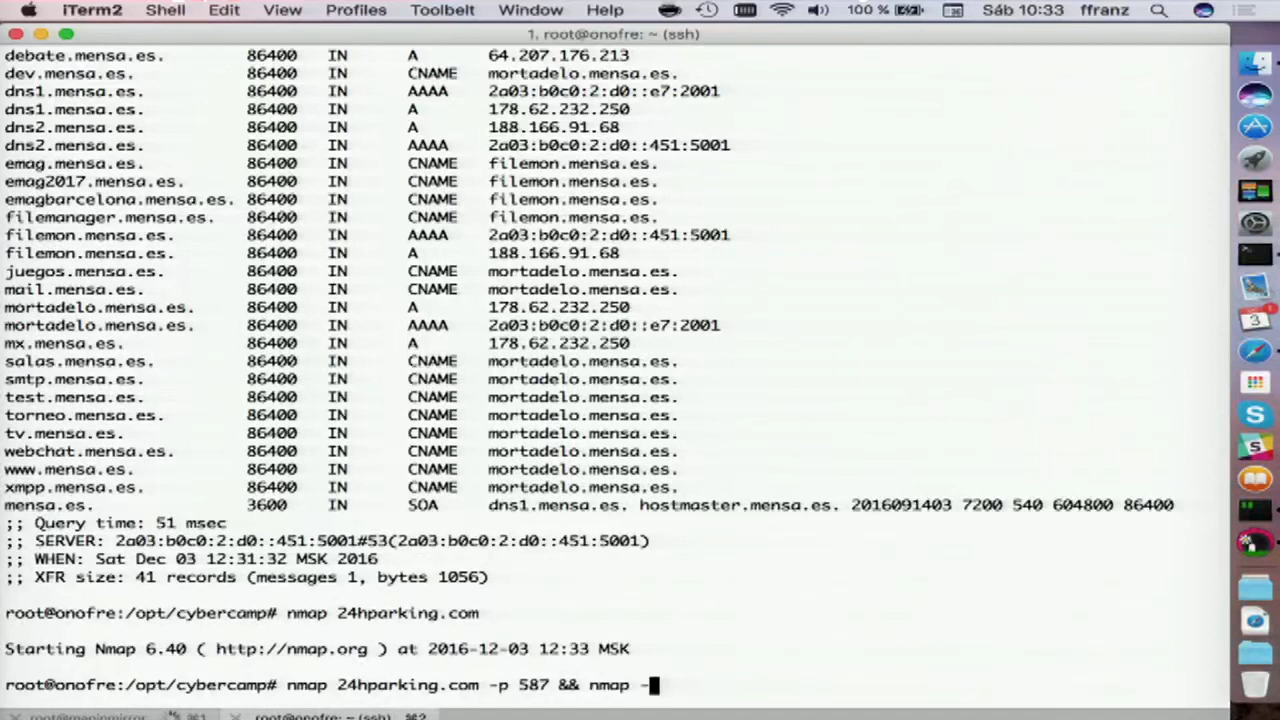 iTerm2 Shell Edit View Profiles Toolbelt Window Help 100 % Sáb 10:33 ffranz
1. root@onofre: ~ (ssh)
debate.mensa.es. 86400 IN A 64.207.176.213
dev.mensa.es. 86400 IN CNAME mortadelo.mensa.es.
dns1.mensa.es. 86400 IN AAAA 2a03:b0c0:2:d0::e7:2001
dns1.mensa.es. 86400 IN A 178.62.232.250
dns2.mensa.es. 86400 IN A 188.166.91.68
dns2.mensa.es. 86400 IN AAAA 2a03:b0c0:2:d0::451:5001
emag.mensa.es. 86400 IN CNAME filemon.mensa.es.
emag2017.mensa.es. 86400 IN CNAME filemon.mensa.es.
emagbarcelona.mensa.es. 86400 IN CNAME filemon.mensa.es.
filemanager.mensa.es. 86400 IN CNAME filemon.mensa.es.
filemon.mensa.es. 86400 IN AAAA 2a03:b0c0:2:d0::451:5001
filemon.mensa.es. 86400 IN A 188.166.91.68
juegos.mensa.es. 86400 IN CNAME mortadelo.mensa.es.
mail.mensa.es. 86400 IN CNAME mortadelo.mensa.es.
mortadelo.mensa.es. 86400 IN A 178.62.232.250
mortadelo.mensa.es. 86400 IN AAAA 2a03:b0c0:2:d0::e7:2001
mx.mensa.es. 86400 IN A 178.62.232.250
salas.mensa.es. 86400 IN CNAME mortadelo.mensa.es.
smtp.mensa.es. 86400 IN CNAME mortadelo.mensa.es.
test.mensa.es. 86400 IN CNAME mortadelo.mensa.es.
torneo.mensa.es. 86400 IN CNAME mortadelo.mensa.es.
tv.mensa.es. 86400 IN CNAME mortadelo.mensa.es.
webchat.mensa.es. 86400 IN CNAME mortadelo.mensa.es.
www.mensa.es. 86400 IN CNAME mortadelo.mensa.es.
xmpp.mensa.es. 86400 IN CNAME mortadelo.mensa.es.
mensa.es. 3600 IN SOA dns1.mensa.es. hostmaster.mensa.es. 2016091403 7200 540 604800 86400
;; Query time: 51 msec
;; SERVER: 2a03:b0c0:2:d0::451:5001#53(2a03:b0c0:2:d0::451:5001)
;; WHEN: Sat Dec 03 12:31:32 MSK 2016
;; XFR size: 41 records (messages 1, bytes 1056)
root@onofre:/opt/cybercamp# nmap 24hparking.com
Starting Nmap 6.40 ( http://nmap.org ) at 2016-12-03 12:33 MSK
root@onofre:/opt/cybercamp# nmap 24hparking.com -p 587 && nmap -
root@onofre: ~ (ssh)